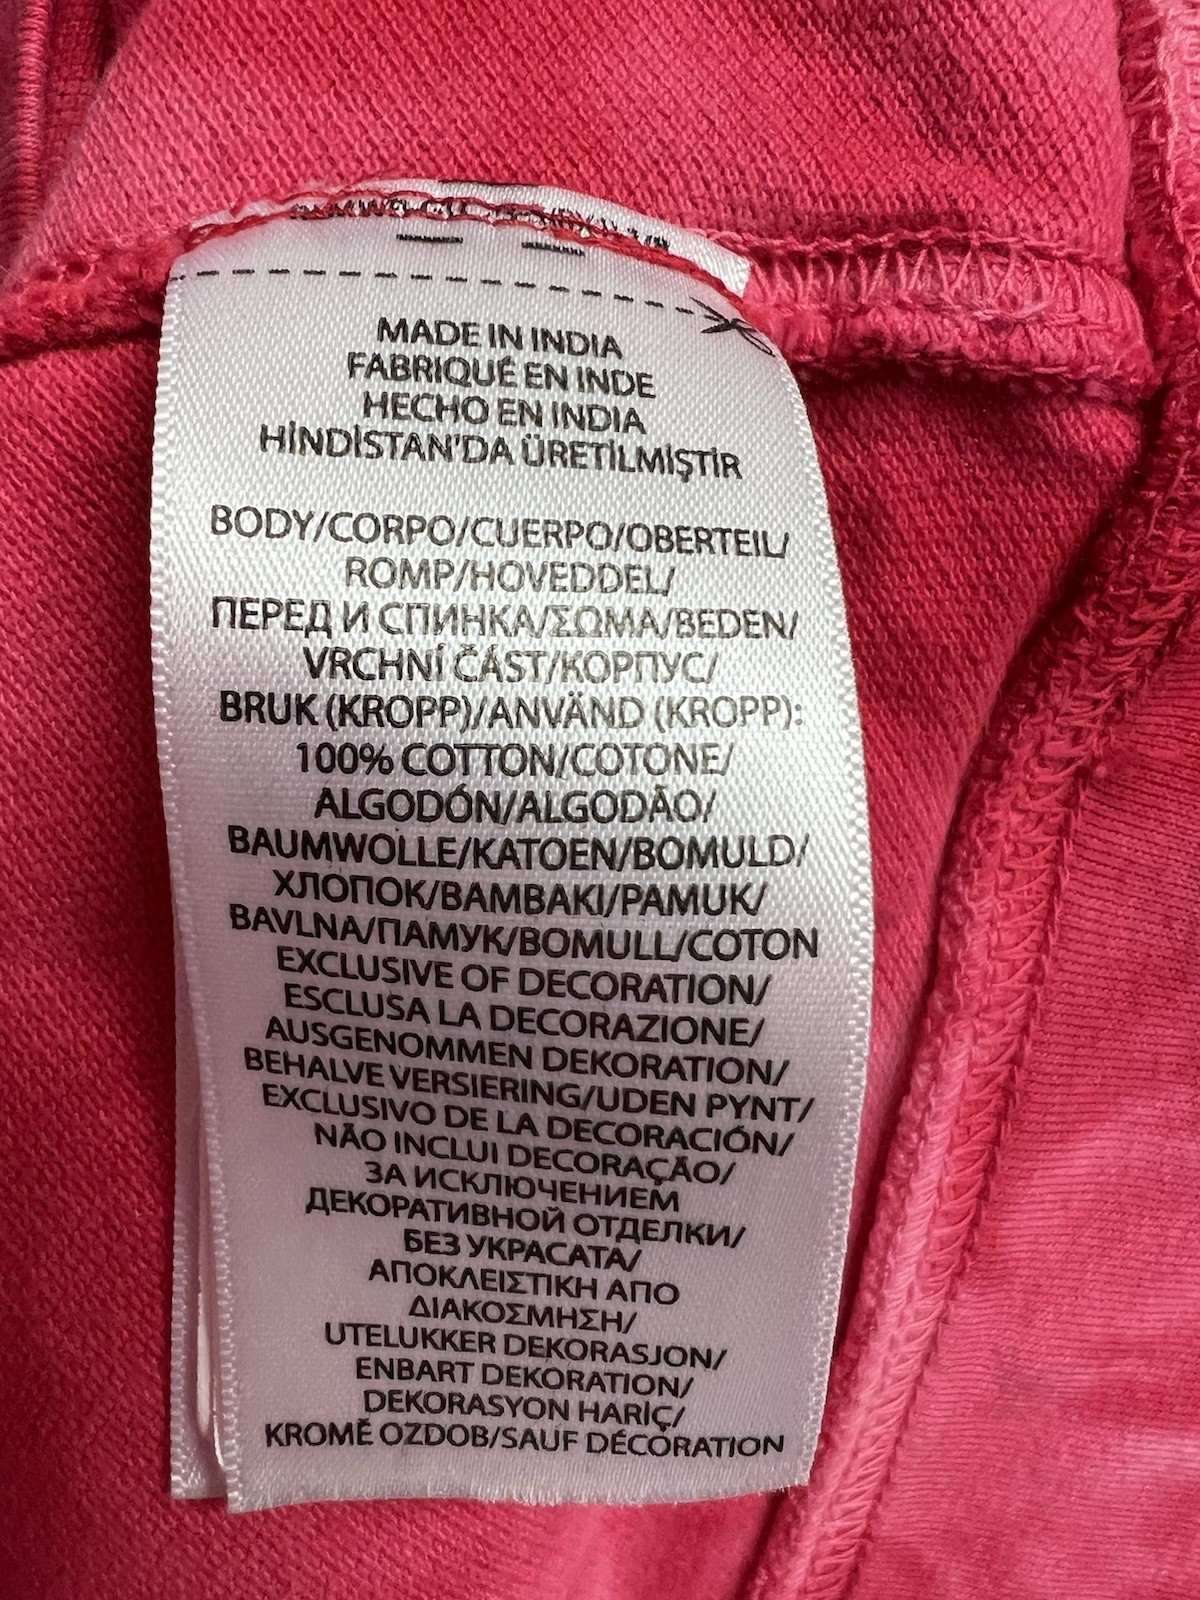 MADE IN INDIA
FABRIQUÉ EN INDE
HECHO EN INDIA
HİNDİSTAN'DA ÜRETİLMİŞTİR
BODY/CORPO/CUERPO/OBERTEIL/
ROMP/HOVEDDEL/
ПЕРЕД И СПИНКА/ΣΩΜΑ/BEDEN/
VRCHNÍ ČÁST/КОРПУС/
BRUK (KROPP)/ANVÄND (KROPP):
100% COTTON/COTONE/
ALGODÓN/ALGODÃO/
BAUMWOLLE/KATOEN/BOMULD/
ХЛОПОК/ΒΑΜΒΑΚΙ/PAMUK/
BAVLNA/ПАМУК/BOMULL/COTON
EXCLUSIVE OF DECORATION/
ESCLUSA LA DECORAZIONE/
AUSGENOMMEN DEKORATION/
BEHALVE VERSIERING/UDEN PYNT/
EXCLUSIVO DE LA DECORACIÓN/
NÃO INCLUI DECORAÇÃO/
ЗА ИСКЛЮЧЕНИЕМ
ДЕКОРАТИВНОЙ ОТДЕЛКИ/
БЕЗ УКРАСАТА/
ΑΠΟΚΛΕΙΣΤΙΚΗ ΑΠΟ
ΔΙΑΚΟΣΜΗΣΗ/
UTELUKKER DEKORASJON/
ENBART DEKORATION/
DEKORASYON HARİÇ/
KROMĚ OZDOB/SAUF DÉCORATION